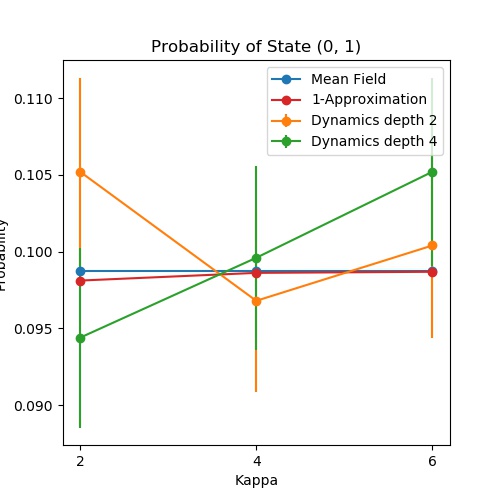 Probability of State (0, 1)
Mean Field
1-Approximation
Dynamics depth 2
Dynamics depth 4
0.110
0.105
0.100
0.095
0.090
Probability
2
4
6
Kappa